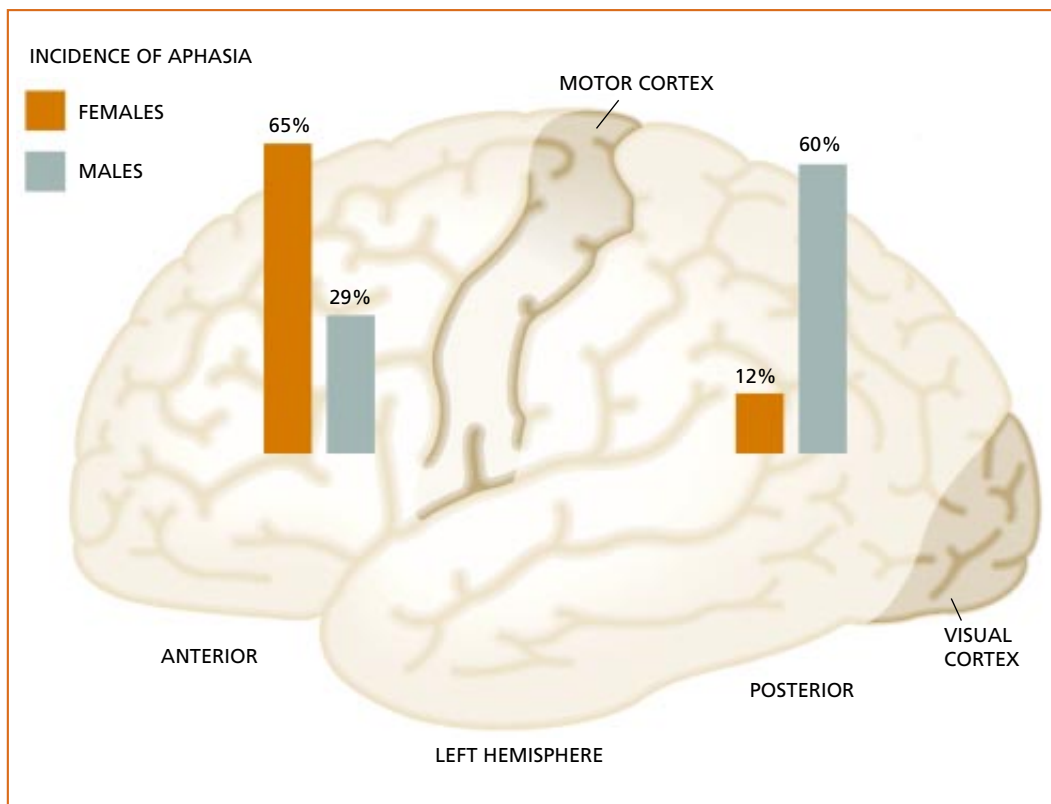 INCIDENCE OF APHASIA
FEMALES
MALES
65%
29%
MOTOR CORTEX
60%
12%
VISUAL
CORTEX
ANTERIOR
POSTERIOR
LEFT HEMISPHERE